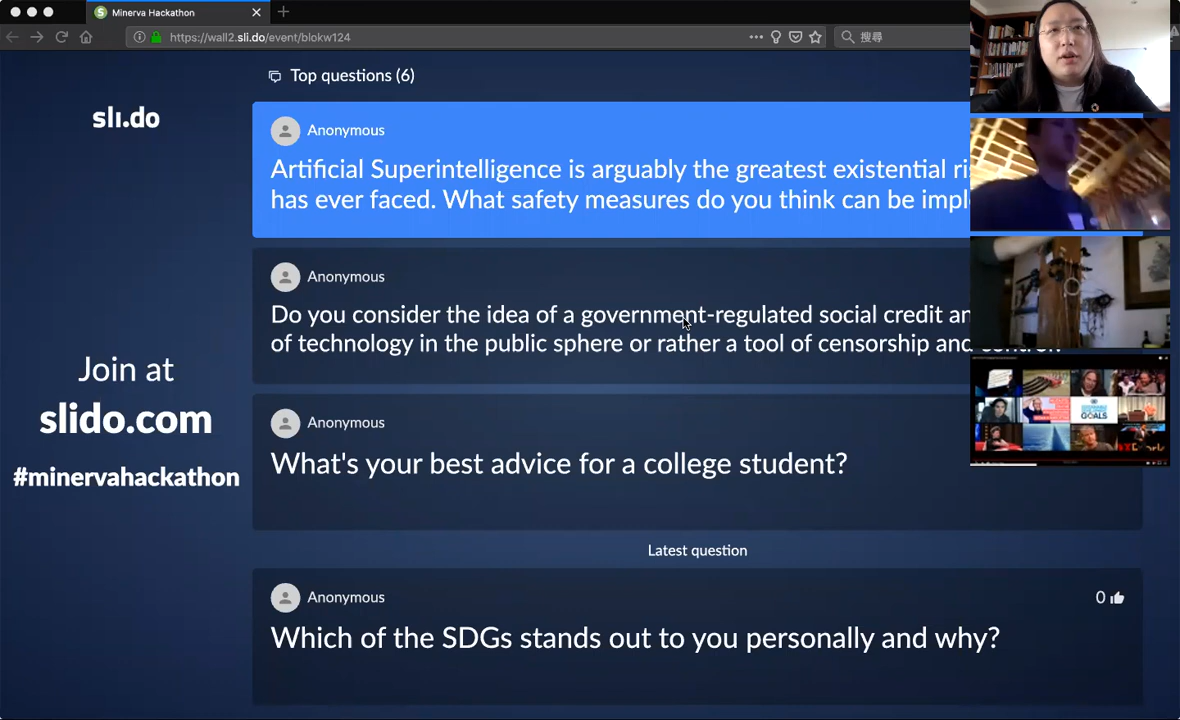 Minerva Hackathon
https://wall2.sli.do/event/blokw124
搜尋
Top questions (6)
sli.do
Anonymous
Artificial Superintelligence is arguably the greatest existential
has ever faced. What safety measures do you think can be
Anonymous
Do you consider the idea of a government-regulated social credit
of technology in the public sphere or rather a tool of censorship and
Join at
slido.com
#minervahackathon
Anonymous
What's your best advice for a college student?
GOALS
Latest question
Anonymous
0
Which of the SDGs stands out to you personally and why?